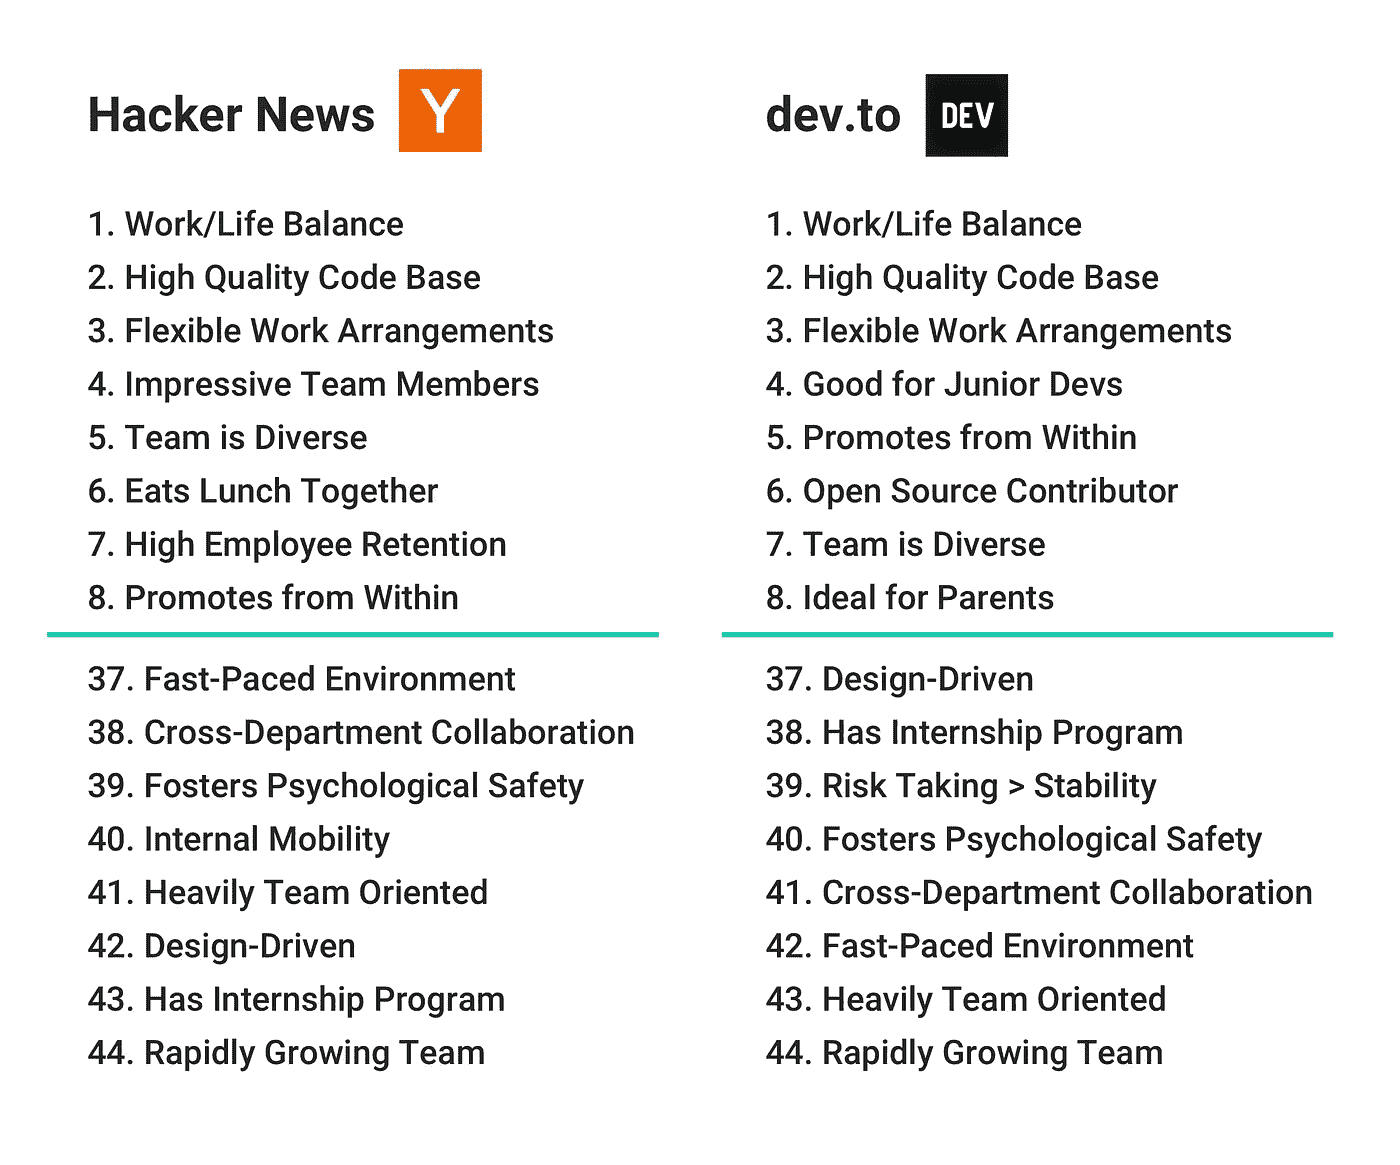 Hacker News Y
1. Work/Life Balance
2. High Quality Code Base
3. Flexible Work Arrangements
4. Impressive Team Members
5. Team is Diverse
6. Eats Lunch Together
7. High Employee Retention
8. Promotes from Within
37. Fast-Paced Environment
38. Cross-Department Collaboration
39. Fosters Psychological Safety
40. Internal Mobility
41. Heavily Team Oriented
42. Design-Driven
43. Has Internship Program
44. Rapidly Growing Team
dev.to DEV
1. Work/Life Balance
2. High Quality Code Base
3. Flexible Work Arrangements
4. Good for Junior Devs
5. Promotes from Within
6. Open Source Contributor
7. Team is Diverse
8. Ideal for Parents
37. Design-Driven
38. Has Internship Program
39. Risk Taking > Stability
40. Fosters Psychological Safety
41. Cross-Department Collaboration
42. Fast-Paced Environment
43. Heavily Team Oriented
44. Rapidly Growing Team